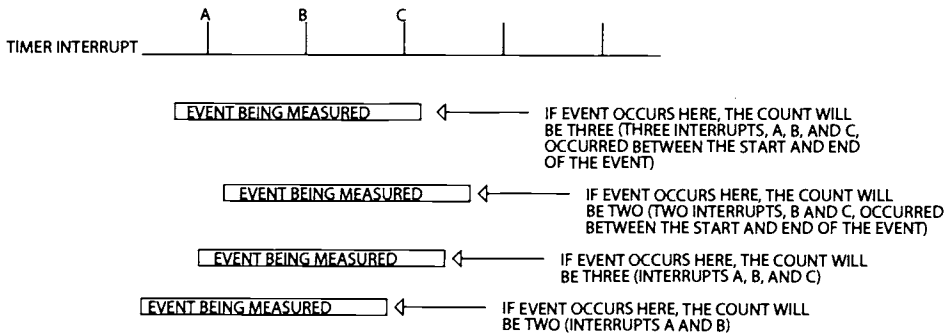 A B C
TIMER INTERRUPT
EVENT BEING MEASURED
IF EVENT OCCURS HERE, THE COUNT WILL
BE THREE (THREE INTERRUPTS, A, B, AND C,
OCCURRED BETWEEN THE START AND END
OF THE EVENT)
EVENT BEING MEASURED
IF EVENT OCCURS HERE, THE COUNT WILL
BE TWO (TWO INTERRUPTS, B AND C, OCCURRED
BETWEEN THE START AND END OF THE EVENT)
EVENT BEING MEASURED
IF EVENT OCCURS HERE, THE COUNT WILL
BE THREE (INTERRUPTS A, B, AND C)
EVENT BEING MEASURED
IF EVENT OCCURS HERE, THE COUNT WILL
BE TWO (INTERRUPTS A AND B)